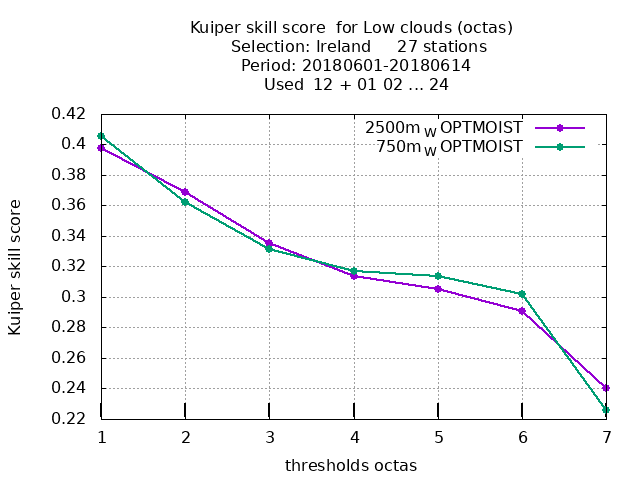 Kuiper skill score  for Low clouds (octas)
Selection: Ireland     27 stations
Period: 20180601-20180614
Used  12 + 01 02 ... 24
2500m W OPTMOIST
750m W OPTMOIST
0.42
0.4
0.38
0.36
0.34
0.32
0.3
0.28
0.26
0.24
0.22
Kuiper skill score
1 2 3 4 5 6 7
thresholds octas